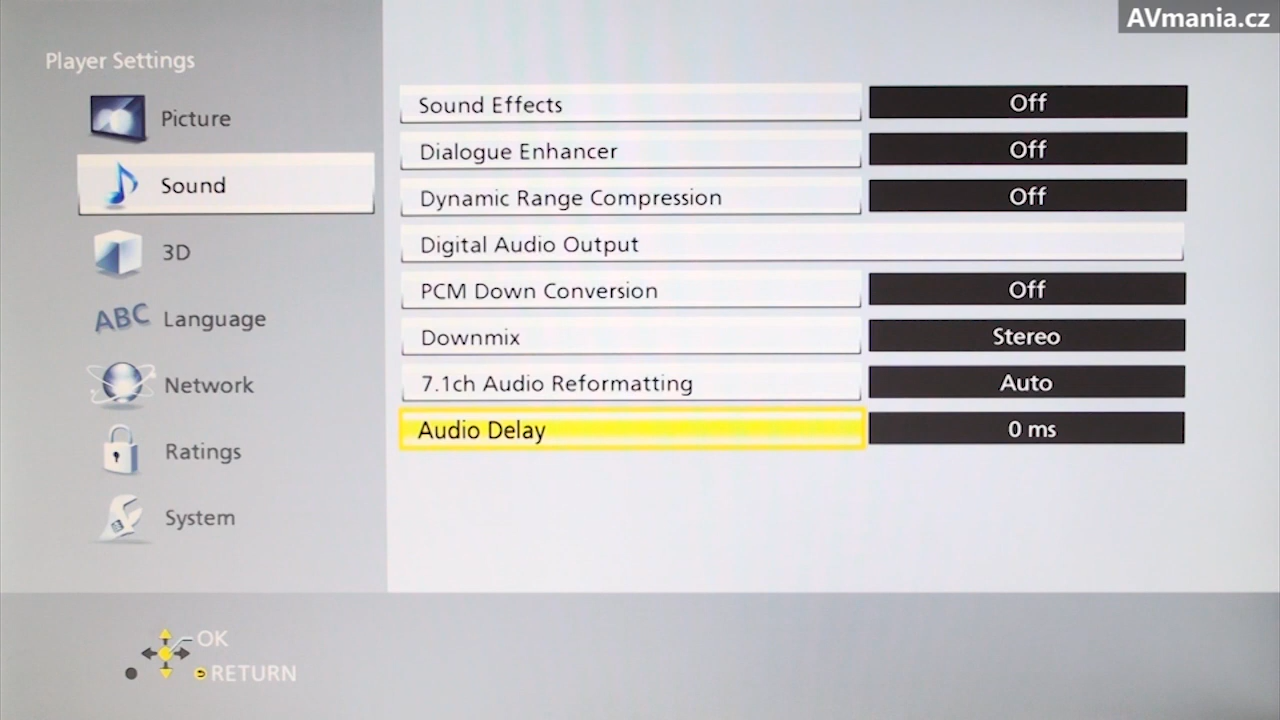 AVmania.cz
Player Settings
Picture
Sound
3D
ABC Language
Network
Ratings
System
Sound Effects Off
Dialogue Enhancer Off
Dynamic Range Compression Off
Digital Audio Output
PCM Down Conversion Off
Downmix Stereo
7.1ch Audio Reformatting Auto
Audio Delay 0 ms
OK
RETURN